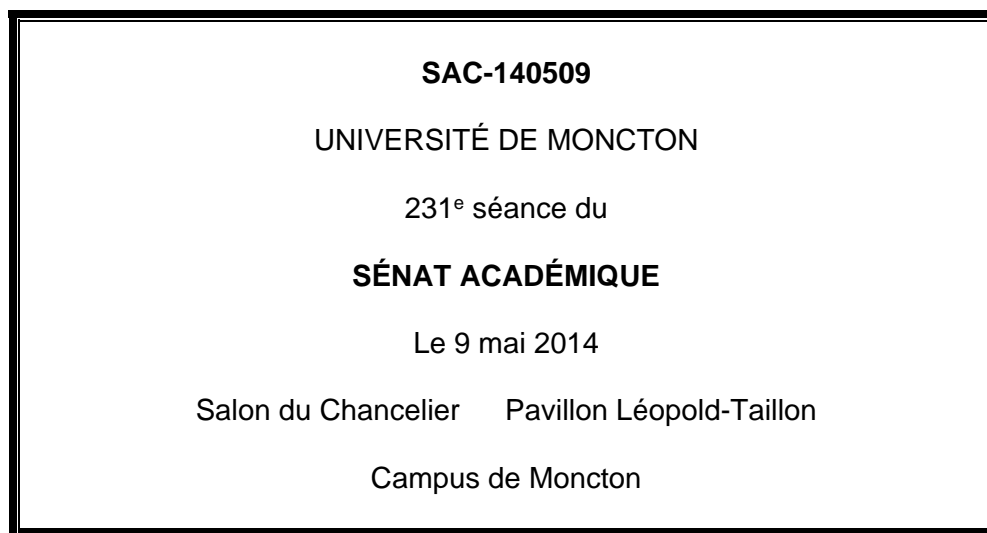 SAC-140509
UNIVERSITÉ DE MONCTON
231e séance du
SÉNAT ACADÉMIQUE
Le 9 mai 2014
Salon du Chancelier Pavillon Léopold-Taillon
Campus de Moncton